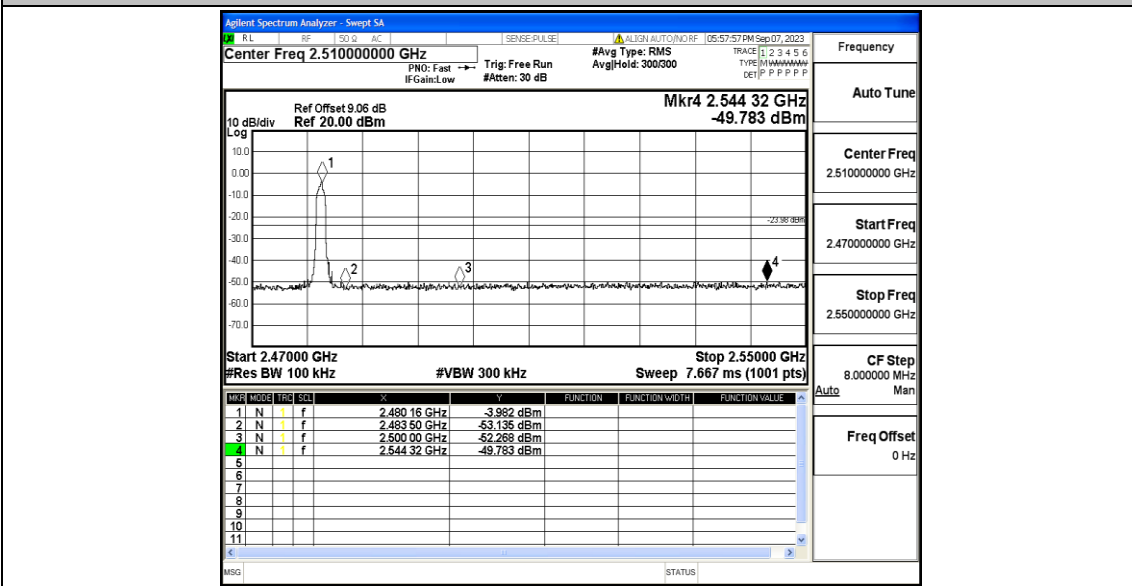 Agilent Spectrum Analyzer - Swept SA
RL RF 50 Ω AC SENSE:PULSE ALIGN AUTO/NO RF 05:57:57 PM Sep 07, 2023
Center Freq 2.510000000 GHz
PNO: Fast
IFGain:Low
Trig: Free Run
#Atten: 30 dB
#Avg Type: RMS
Avg|Hold: 300/300
TRACE 1 2 3 4 5 6
TYPE M
DET P P P P P P
Frequency
Auto Tune
Center Freq
2.510000000 GHz
Start Freq
2.470000000 GHz
Stop Freq
2.550000000 GHz
CF Step
8.000000 MHz
Auto Man
Freq Offset
0 Hz
Mkr4 2.544 32 GHz
-49.783 dBm
Ref Offset 9.06 dB
10 dB/div Ref 20.00 dBm
Log
10.0
0.00
-10.0
-20.0
-30.0
-40.0
-50.0
-60.0
-70.0
1
2
3
4
-23.98 dBm
Start 2.47000 GHz Stop 2.55000 GHz
#Res BW 100 kHz #VBW 300 kHz Sweep 7.667 ms (1001 pts)
MKR MODE TRC SCL X Y FUNCTION FUNCTION WIDTH FUNCTION VALUE
1 N 1 f 2.480 16 GHz -3.982 dBm
2 N 1 f 2.483 50 GHz -53.135 dBm
3 N 1 f 2.500 00 GHz -52.268 dBm
4 N 1 f 2.544 32 GHz -49.783 dBm
5
6
7
8
9
10
11
MSG STATUS